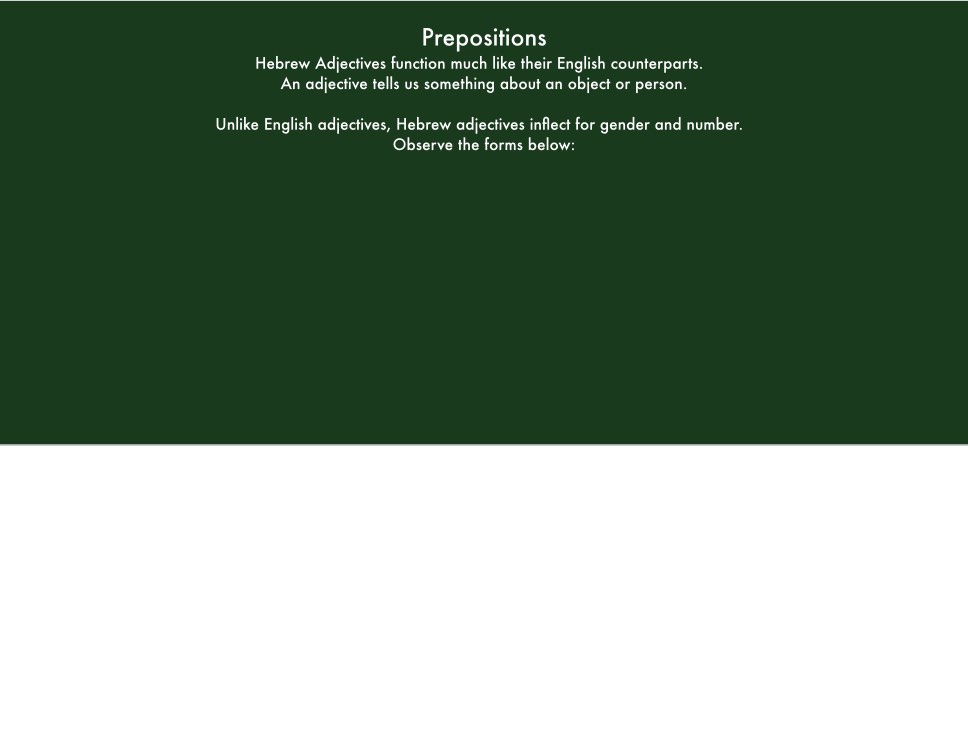 Prepositions
Hebrew Adjectives function much like their English counterparts.
An adjective tells us something about an object or person.
Unlike English adjectives, Hebrew adjectives inflect for gender and number.
Observe the forms below: